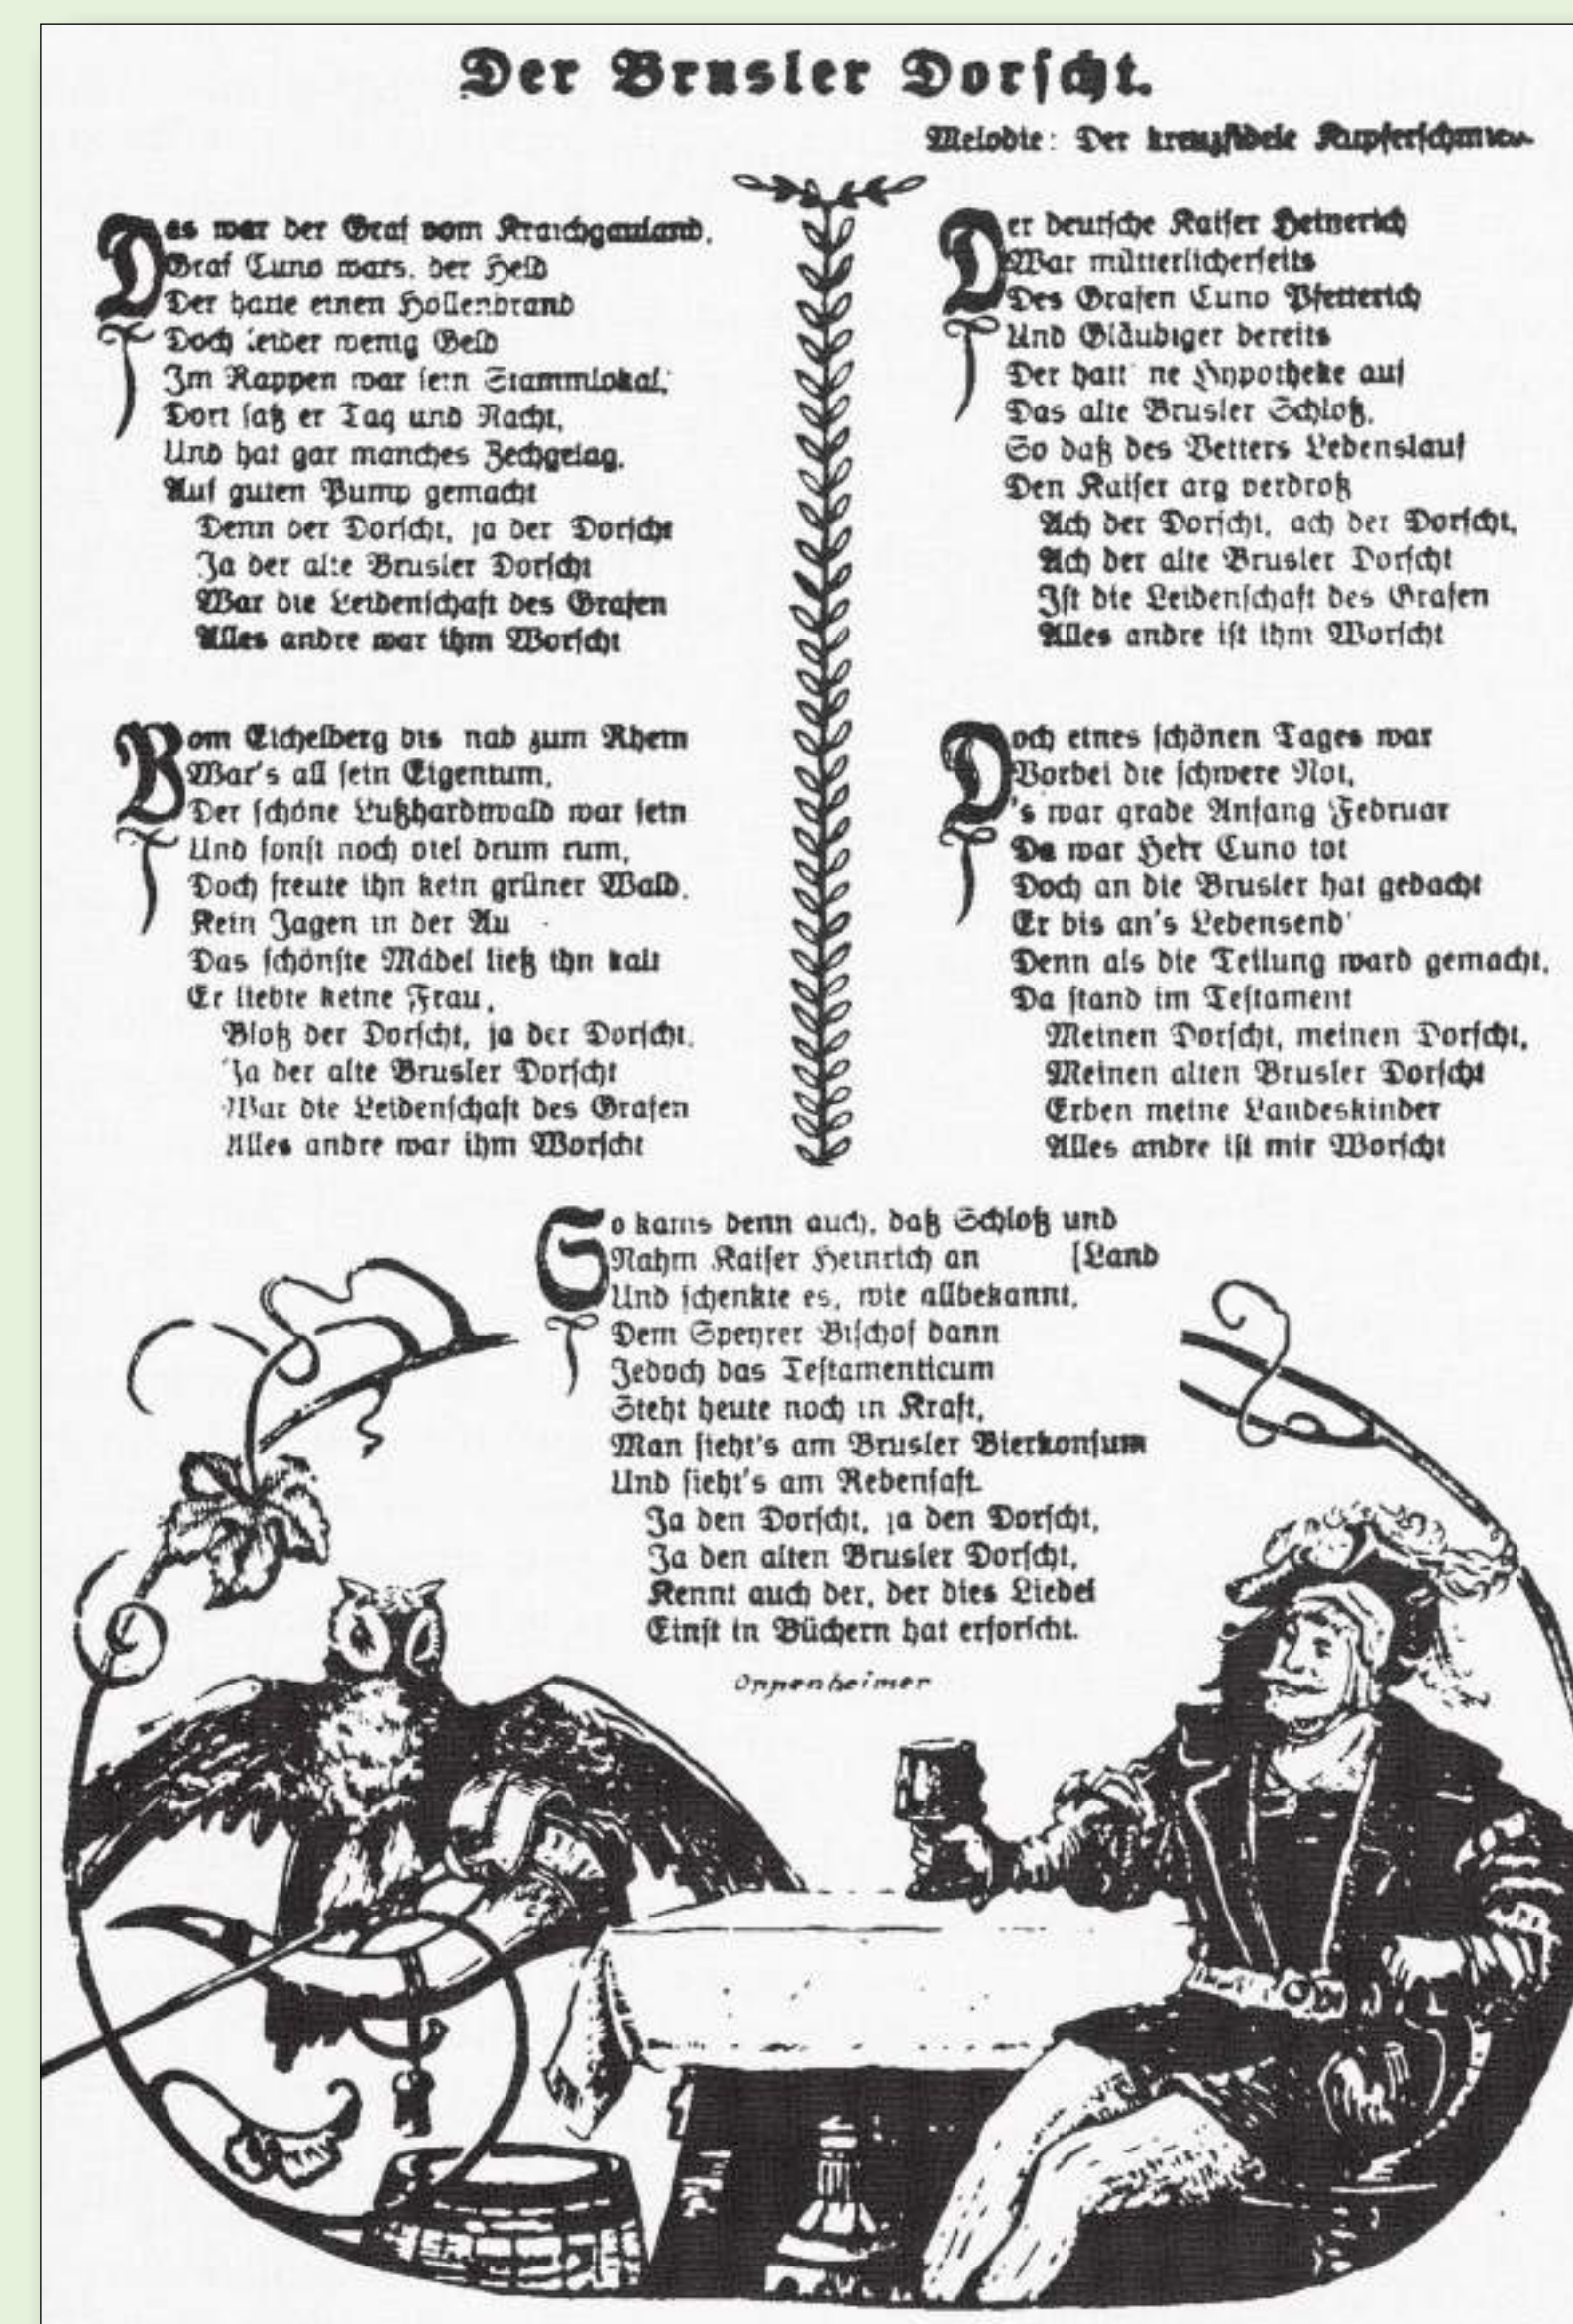 Der Brusler Dorscht.
Melodie: Der kreuzfidele Kupferschmied
Das war der Graf vom Kraichgauland,
Graf Cuno wars, der Held
Der hatte einen Höllenbrand
Doch leider wenig Geld
Im Rappen war sein Stammlokal,
Dort saß er Tag und Nacht,
Und hat gar manches Zechgelag,
Auf guten Pump gemacht
Denn der Dorscht, ja der Dorscht
Ja der alte Brusler Dorscht
War die Leidenschaft des Grafen
Alles andre war ihm Worscht
Vom Eichelberg bis nab zum Rhein
War's all sein Eigentum,
Der schöne Lußhardtwald war sein
Und sonst noch viel drum rum,
Doch freute ihn kein grüner Wald,
Kein Jagen in der Au
Das schönste Mädel ließ ihn kalt
Er liebte keine Frau,
Bloß der Dorscht, ja der Dorscht,
Ja der alte Brusler Dorscht
War die Leidenschaft des Grafen
Alles andre war ihm Worscht
Der deutsche Kaiser Heinerich
War mütterlicherseits
Des Grafen Cuno Pfetterich
Und Gläubiger bereits
Der hatt' ne Hypotheke auf
Das alte Brusler Schloß,
So daß des Vetters Lebenslauf
Den Kaiser arg verdroß
Ach der Dorscht, ach der Dorscht,
Ach der alte Brusler Dorscht
Ist die Leidenschaft des Grafen
Alles andre ist ihm Worscht
Doch eines schönen Tages war
Vorbei die schwere Not,
's war grade Anfang Februar
Da war Herr Cuno tot
Doch an die Brusler hat gedacht
Er bis an's Lebensend'
Denn als die Teilung ward gemacht,
Da stand im Testament
Meinen Dorscht, meinen Dorscht,
Meinen alten Brusler Dorscht
Erben meine Landeskinder
Alles andre ist mir Worscht
So kams denn auch, daß Schloß und
Nahm Kaiser Heinrich an [Land
Und schenkte es, wie allbekannt,
Dem Speyrer Bischof dann
Jedoch das Testamenticum
Steht heute noch in Kraft,
Man sieht's am Brusler Bierkonsum
Und sieht's am Rebensaft.
Ja den Dorscht, ja den Dorscht,
Ja den alten Brusler Dorscht,
Kennt auch der, der dies Liedel
Einst in Büchern hat erforscht.
Oppenheimer